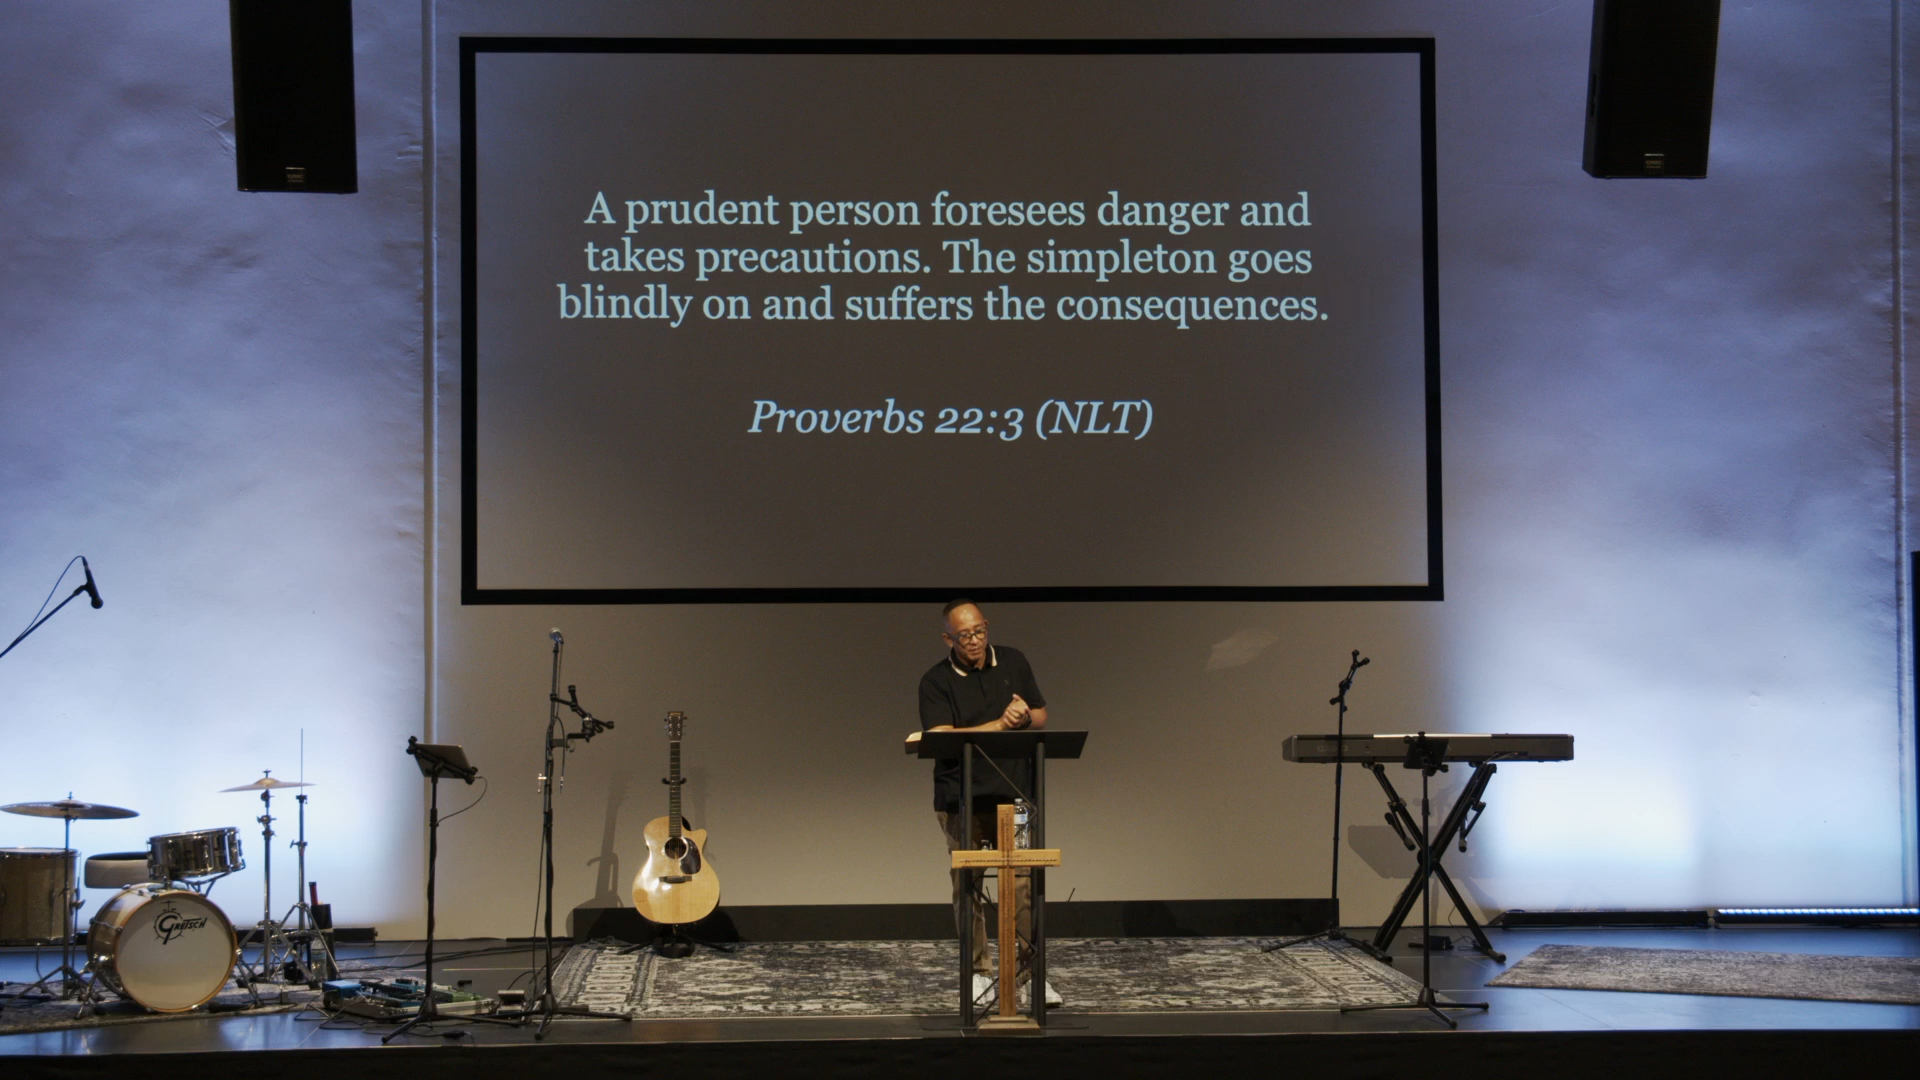 A prudent person foresees danger and
takes precautions. The simpleton goes
blindly on and suffers the consequences.
Proverbs 22:3 (NLT)
GRETSCH